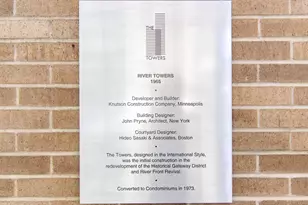 THE
TOWERS
RIVER TOWERS
1965
•
Developer and Builder:
Knutson Construction Company, Minneapolis
Building Designer:
John Pryne, Architect, New York
Courtyard Designer:
Hideo Sasaki & Associates, Boston
•
The Towers, designed in the International Style,
was the initial construction in the
redevelopment of the Historical Gateway District
and River Front Revival.
•
Converted to Condominiums in 1973.